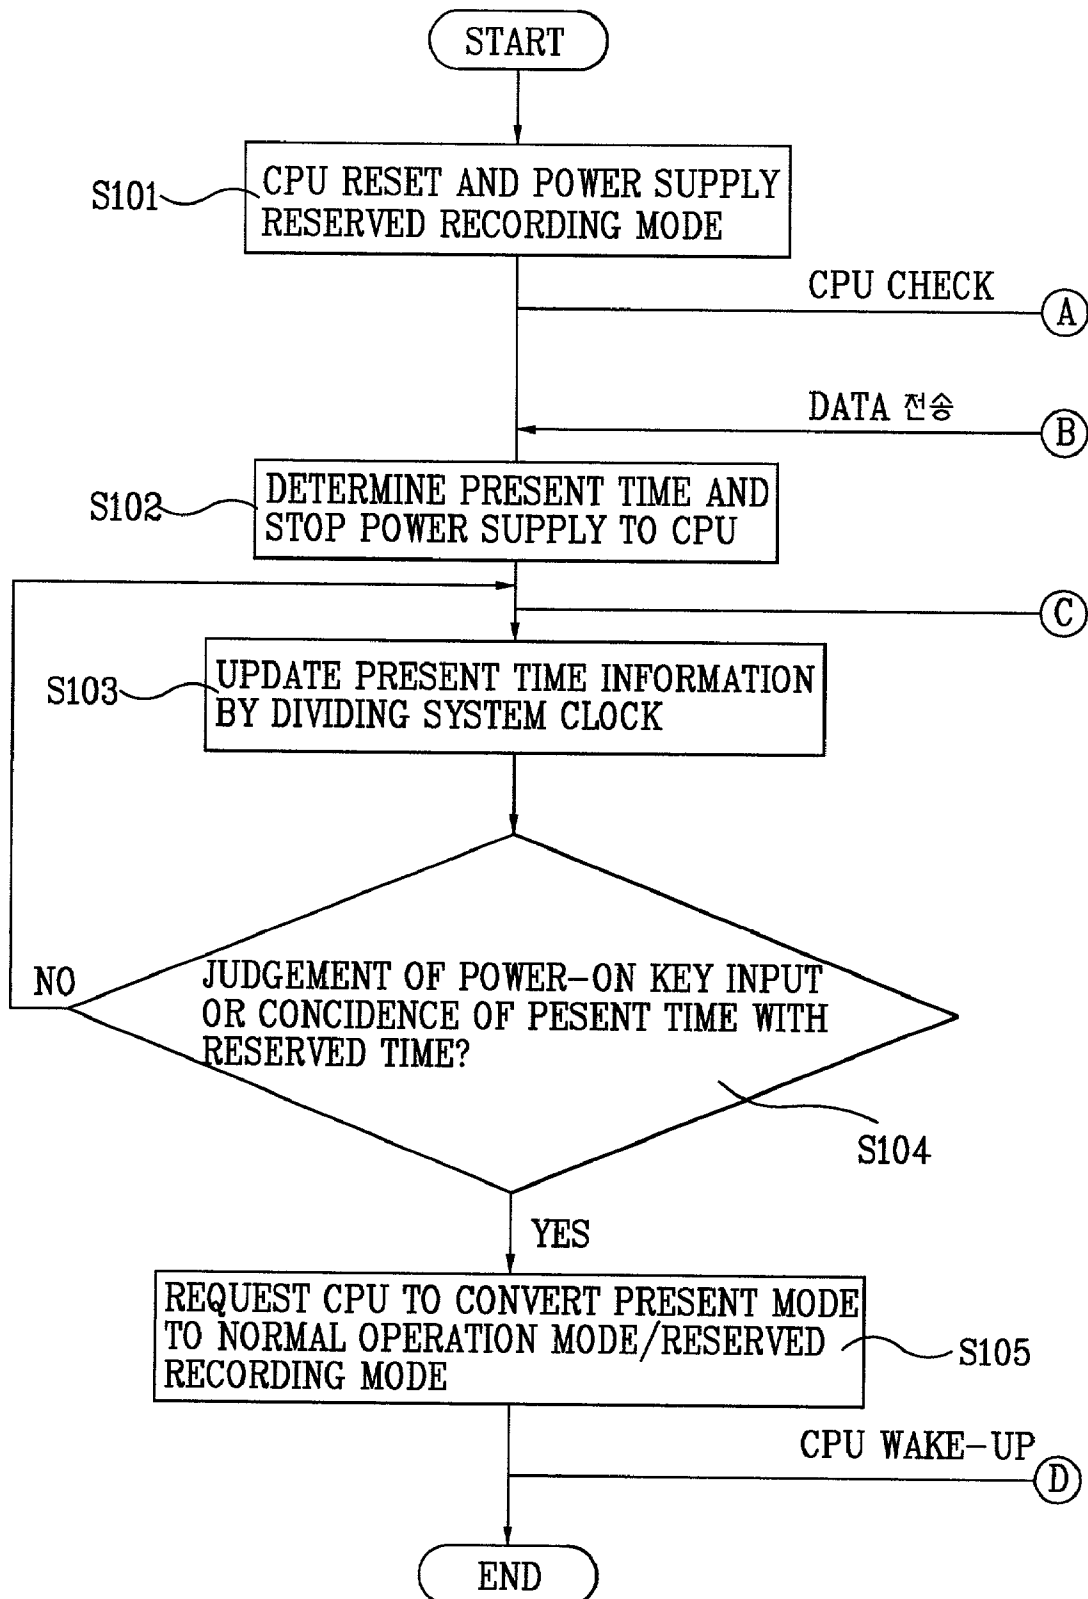 START
S101
CPU RESET AND POWER SUPPLY
RESERVED RECORDING MODE
CPU CHECK
A
DATA 전송
B
S102
DETERMINE PRESENT TIME AND
STOP POWER SUPPLY TO CPU
C
S103
UPDATE PRESENT TIME INFORMATION
BY DIVIDING SYSTEM CLOCK
NO
JUDGEMENT OF POWER-ON KEY INPUT
OR CONCIDENCE OF PESENT TIME WITH
RESERVED TIME?
S104
YES
REQUEST CPU TO CONVERT PRESENT MODE
TO NORMAL OPERATION MODE/RESERVED
RECORDING MODE
S105
CPU WAKE-UP
D
END